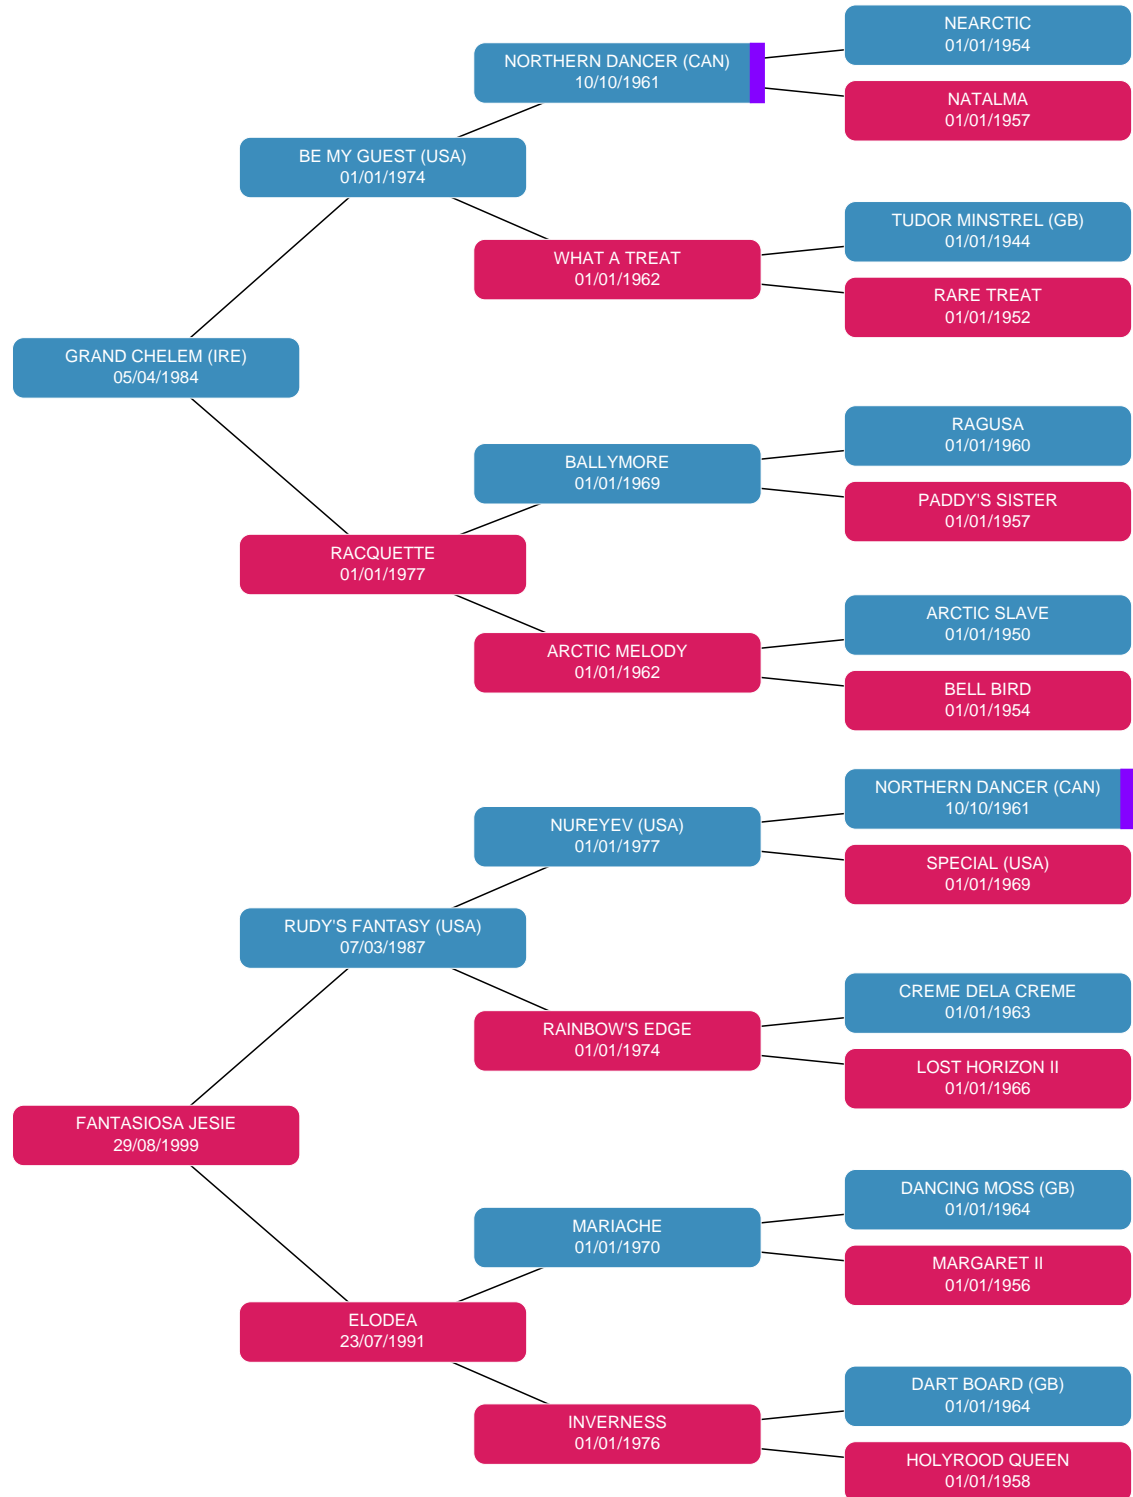 NEARCTIC
01/01/1954
NORTHERN DANCER (CAN)
10/10/1961
NATALMA
01/01/1957
BE MY GUEST (USA)
01/01/1974
TUDOR MINSTREL (GB)
01/01/1944
WHAT A TREAT
01/01/1962
RARE TREAT
01/01/1952
GRAND CHELEM (IRE)
05/04/1984
RAGUSA
01/01/1960
BALLYMORE
01/01/1969
PADDY'S SISTER
01/01/1957
RACQUETTE
01/01/1977
ARCTIC SLAVE
01/01/1950
ARCTIC MELODY
01/01/1962
BELL BIRD
01/01/1954
NORTHERN DANCER (CAN)
10/10/1961
NUREYEV (USA)
01/01/1977
SPECIAL (USA)
01/01/1969
RUDY'S FANTASY (USA)
07/03/1987
CREME DELA CREME
01/01/1963
RAINBOW'S EDGE
01/01/1974
LOST HORIZON II
01/01/1966
FANTASIOSA JESIE
29/08/1999
DANCING MOSS (GB)
01/01/1964
MARIACHE
01/01/1970
MARGARET II
01/01/1956
ELODEA
23/07/1991
DART BOARD (GB)
01/01/1964
INVERNESS
01/01/1976
HOLYROOD QUEEN
01/01/1958